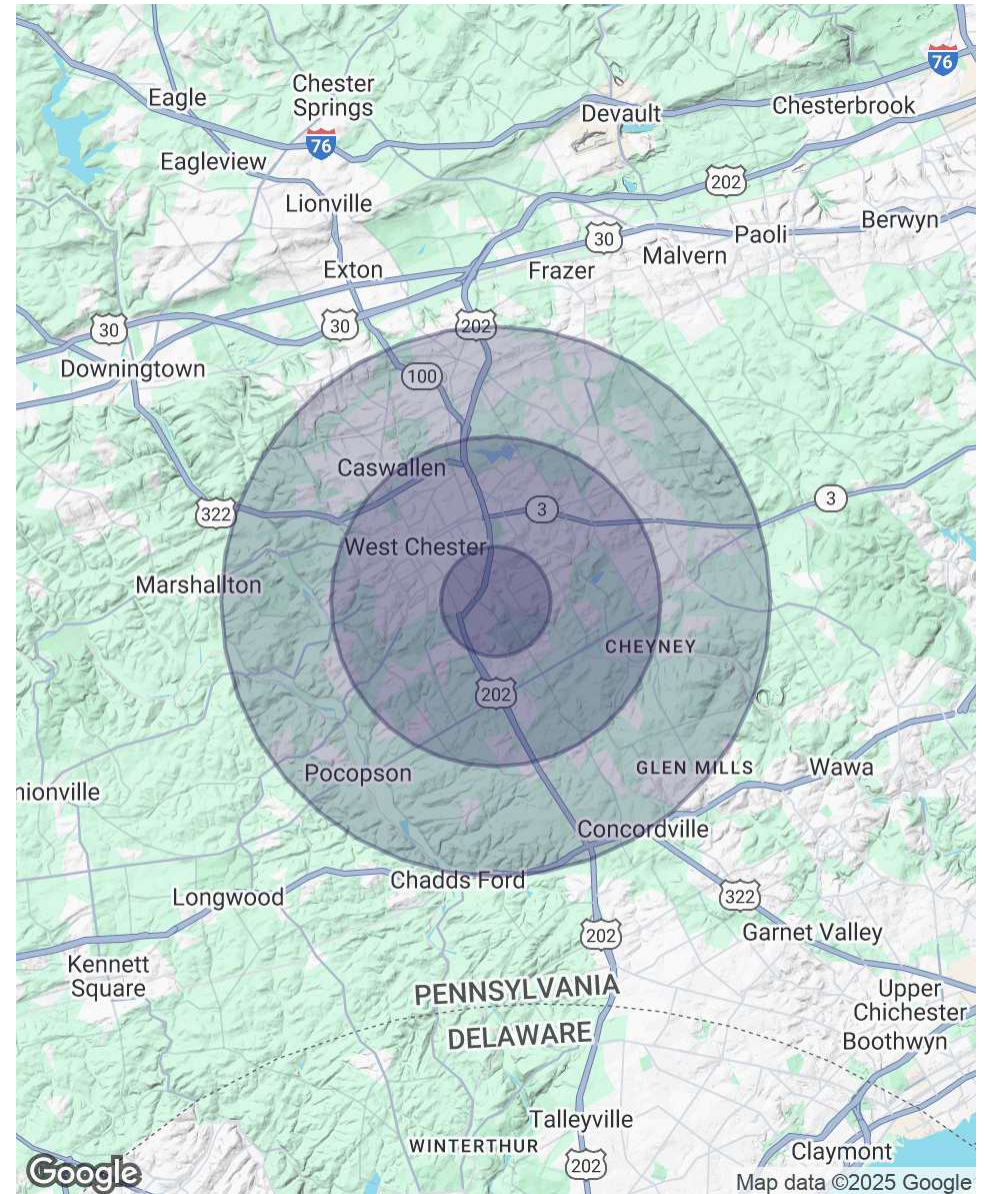 76
Chester
Springs
Eagle
Devault
Chesterbrook
76
Eagleview
202
Lionville
Berwyn
30
Paoli
Malvern
Exton
Frazer
30
30
202
Downingtown
100
Caswallen
3
322
3
West Chester
Marshallton
CHEYNEY
202
Pocopson
GLEN MILLS
Wawa
nionville
Concordville
Chadds Ford
Longwood
322
202
Garnet Valley
Kennett
Square
PENNSYLVANIA
DELAWARE
Upper
Chichester
Boothwyn
Talleyville
WINTERTHUR
Claymont
202
Google
Map data ©2025 Google